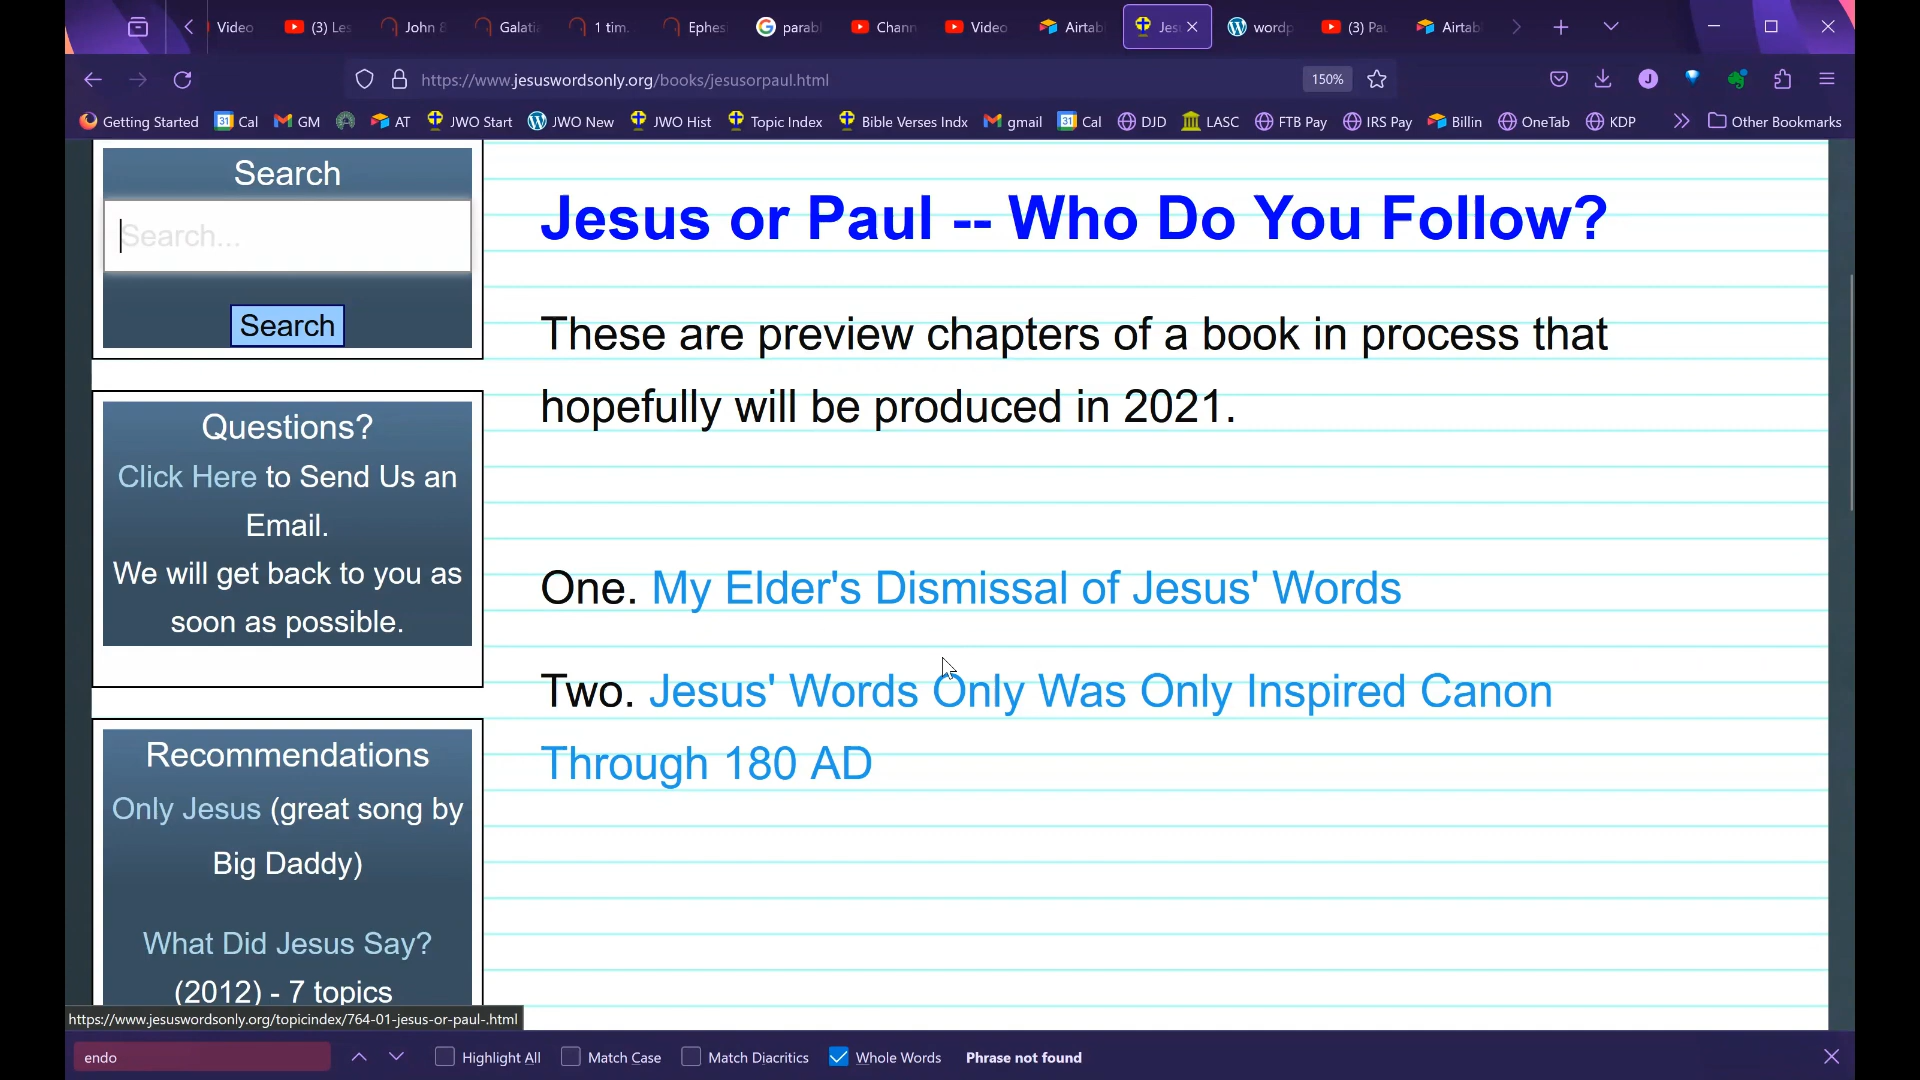 Video
(3) Les
John 8
Galatia
1 tim.
Ephes
parabl
Chann
Video
Airtab
Jes
wordp
(3) Pau
Airtab
https://www.jesuswordsonly.org/books/jesusorpaul.html
150%
J
Getting Started
31 Cal
GM
AT
JWO Start
JWO New
JWO Hist
Topic Index
Bible Verses Indx
gmail
31 Cal
DJD
LASC
FTB Pay
IRS Pay
Billin
OneTab
KDP
Other Bookmarks
Search
Search...
Search
Questions?
Click Here to Send Us an
Email.
We will get back to you as
soon as possible.
Recommendations
Only Jesus (great song by
Big Daddy)
What Did Jesus Say?
(2012) - 7 topics
Jesus or Paul -- Who Do You Follow?
These are preview chapters of a book in process that
hopefully will be produced in 2021.
One. My Elder's Dismissal of Jesus' Words
Two. Jesus' Words Only Was Only Inspired Canon
Through 180 AD
https://www.jesuswordsonly.org/topicindex/764-01-jesus-or-paul-.html
endo
Highlight All
Match Case
Match Diacritics
Whole Words
Phrase not found